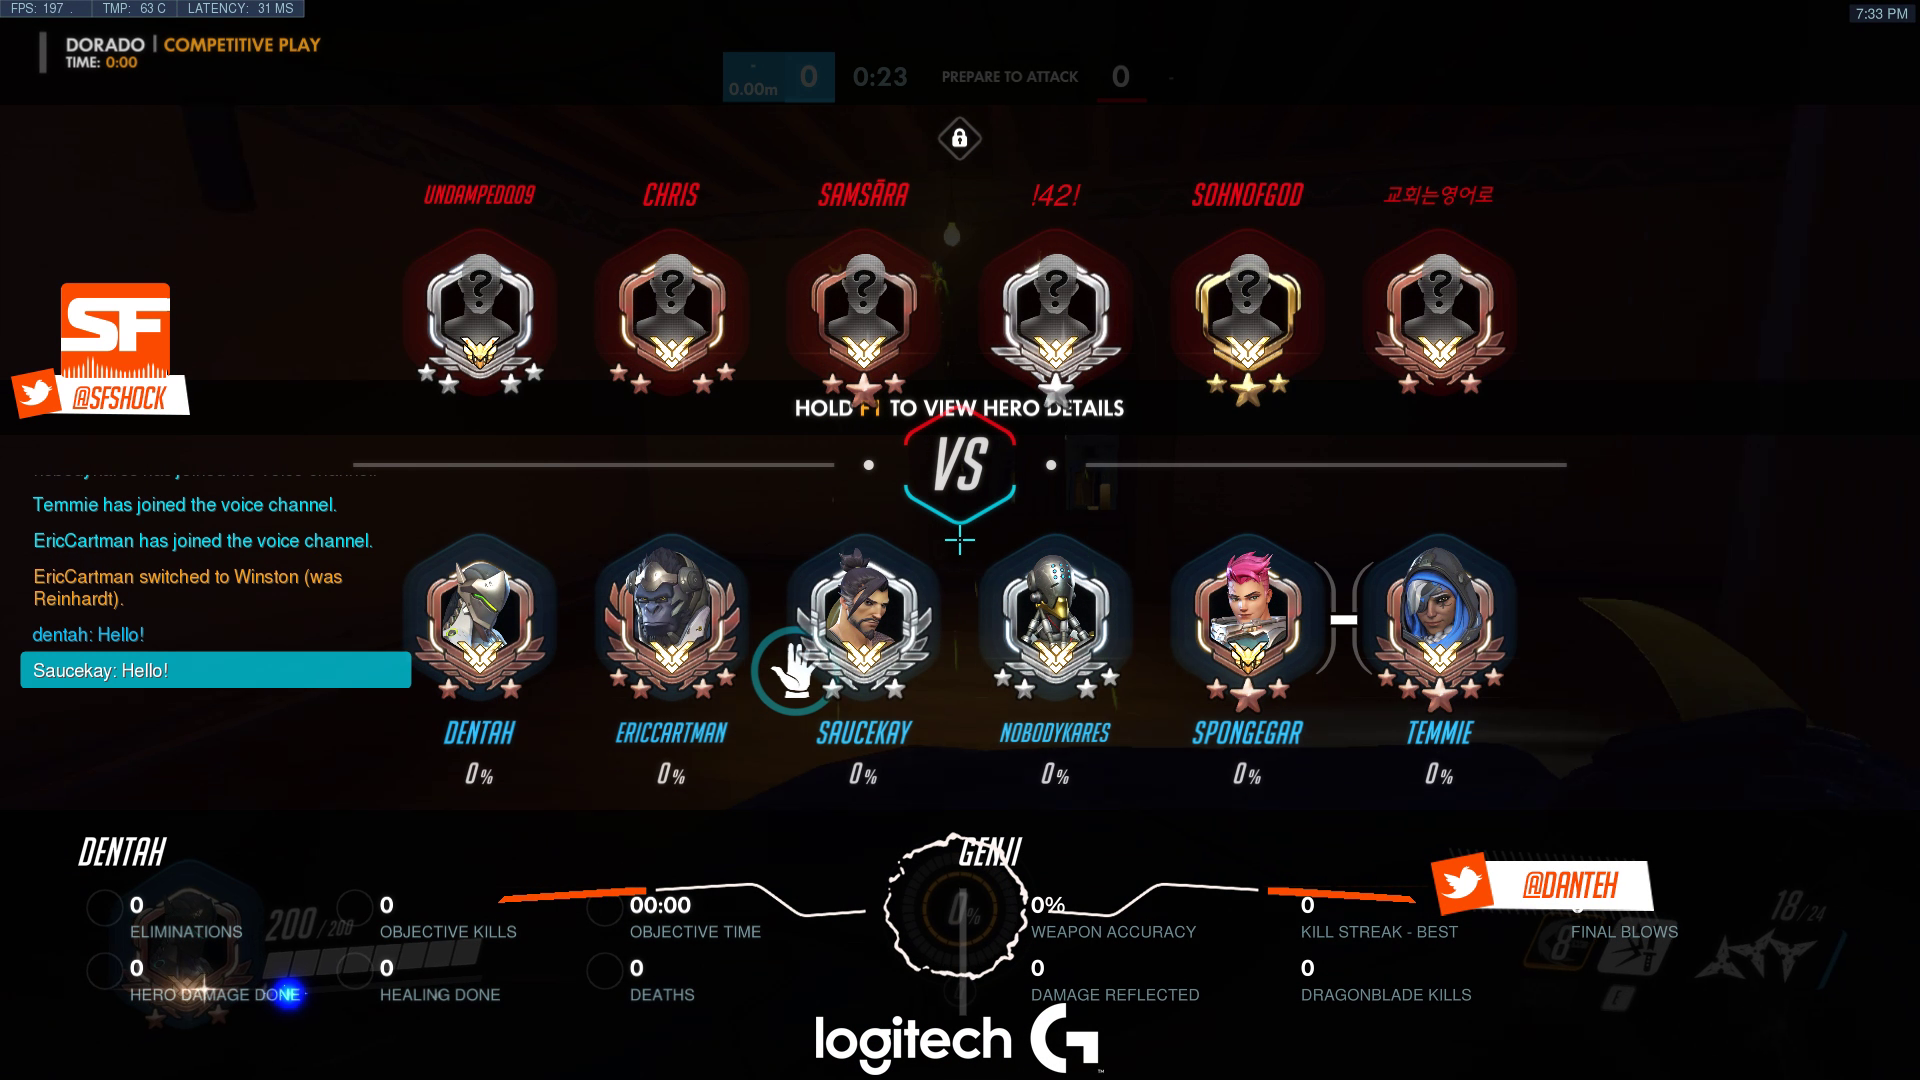 FPS: 197 . TMP: 63 C LATENCY: 31 MS
7:33 PM
DORADO | COMPETITIVE PLAY
TIME: 0:00
-
0.00m 0 0:23 PREPARE TO ATTACK 0 -
UNDAMPED009 CHRIS SAMSĀRA !42! SOHNOFGOD 교회는영어로
? ? ? ? ? ?
SF
@SFSHOCK
HOLD F1 TO VIEW HERO DETAILS
VS
Temmie has joined the voice channel.
EricCartman has joined the voice channel.
EricCartman switched to Winston (was
Reinhardt).
dentah: Hello!
Saucekay: Hello!
DENTAH ERICCARTMAN SAUCEKAY NOBODYKARES SPONGEGAR TEMMIE
0% 0% 0% 0% 0% 0%
DENTAH GENJI
@DANTEH
0 0 00:00 0% 0% 0
ELIMINATIONS OBJECTIVE KILLS OBJECTIVE TIME WEAPON ACCURACY KILL STREAK - BEST FINAL BLOWS
200/200 18/24
8
0 0 0 0 0
HERO DAMAGE DONE HEALING DONE DEATHS DAMAGE REFLECTED DRAGONBLADE KILLS
E
logitech G